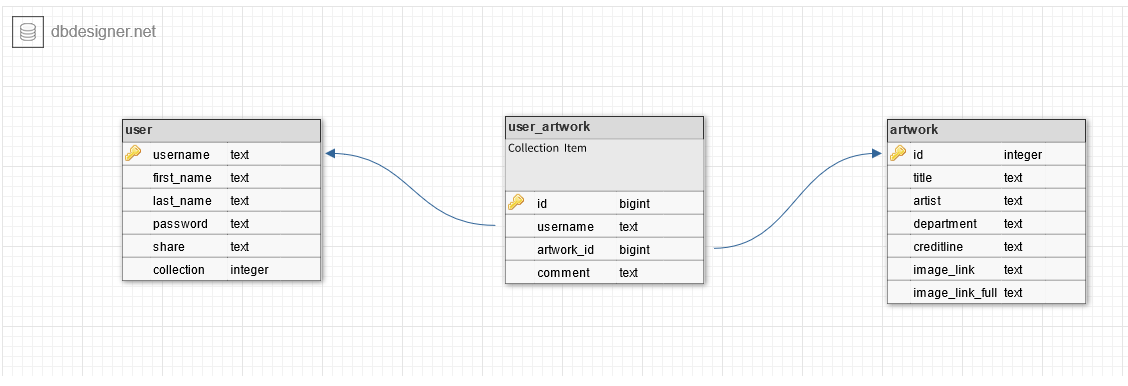 dbdesigner.net
user
username text
first_name text
last_name text
password text
share text
collection integer
user_artwork
Collection Item
id bigint
username text
artwork_id bigint
comment text
artwork
id integer
title text
artist text
department text
creditline text
image_link text
image_link_full text